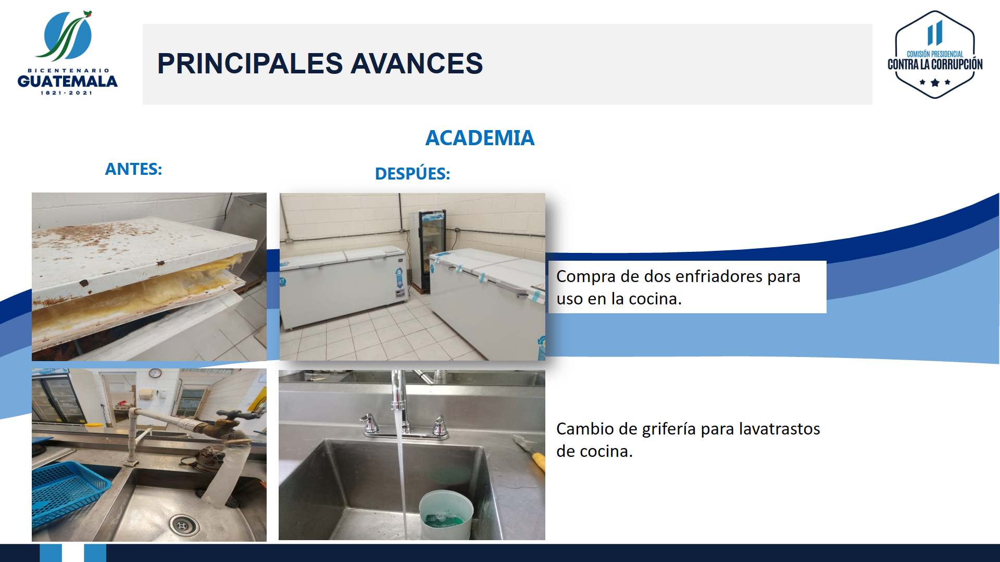 BICENTENARIO
GUATEMALA
1821-2021
PRINCIPALES AVANCES
COMISIÓN PRESIDENCIAL
CONTRA LA CORRUPCIÓN
ACADEMIA
ANTES:
DESPÚES:
Compra de dos enfriadores para
uso en la cocina.
Cambio de grifería para lavatrastos
de cocina.